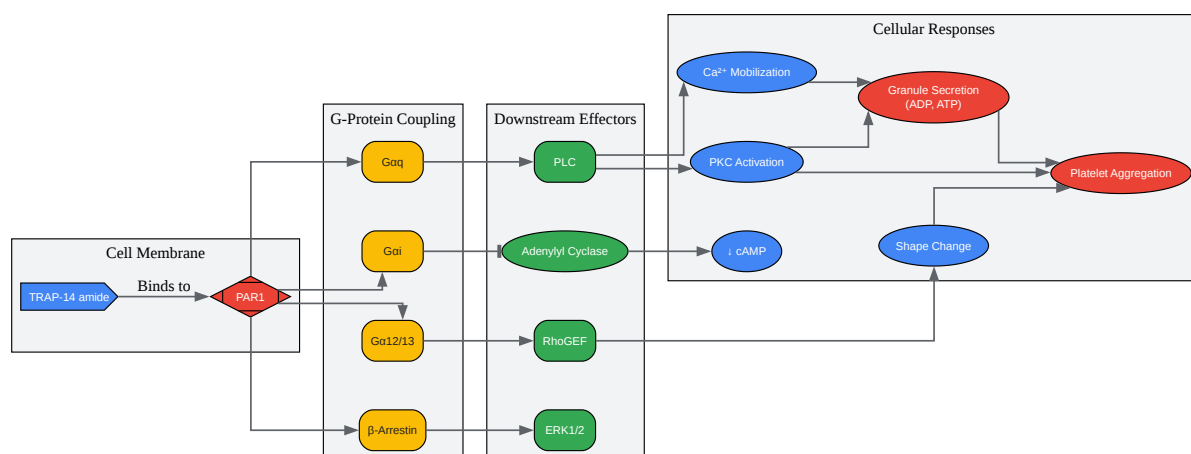 Cell Membrane
TRAP-14 amide
Binds to
PAR1
G-Protein Coupling
Gαq
Gαi
Gα12/13
β-Arrestin
Downstream Effectors
PLC
Adenylyl Cyclase
RhoGEF
ERK1/2
Cellular Responses
Ca²⁺ Mobilization
PKC Activation
↓ cAMP
Granule Secretion
(ADP, ATP)
Shape Change
Platelet Aggregation